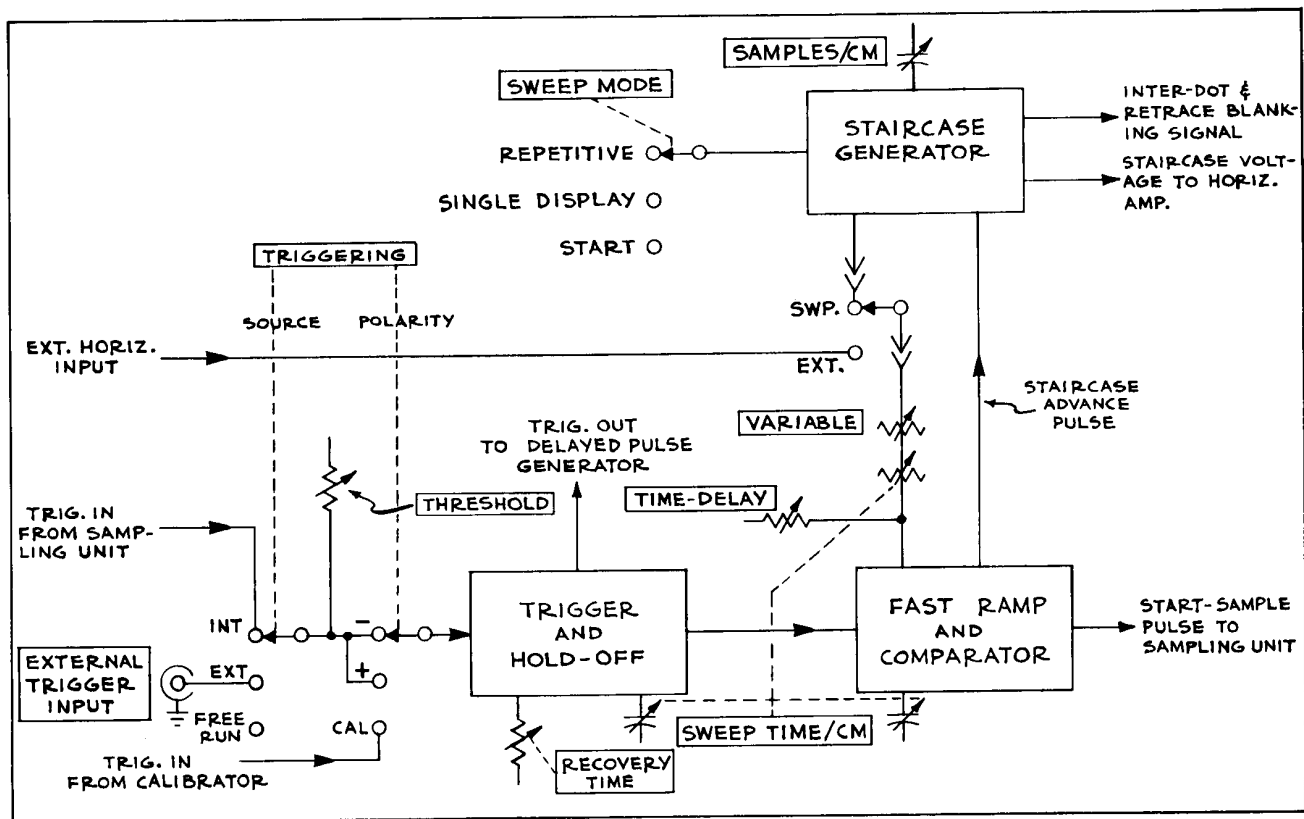 SAMPLES/CM
SWEEP MODE
STAIRCASE
GENERATOR
INTER-DOT &
RETRACE BLANK-
ING SIGNAL
STAIRCASE VOLT-
AGE TO HORIZ.
AMP.
REPETITIVE
SINGLE DISPLAY
START
TRIGGERING
SOURCE
POLARITY
SWP.
EXT. HORIZ.
INPUT
EXT.
STAIRCASE
ADVANCE
PULSE
VARIABLE
TRIG. OUT
TO DELAYED PULSE
GENERATOR
THRESHOLD
TIME-DELAY
TRIG. IN
FROM SAMP-
LING UNIT
INT
-
TRIGGER
AND
HOLD-OFF
FAST RAMP
AND
COMPARATOR
START-SAMPLE
PULSE TO
SAMPLING UNIT
EXTERNAL
TRIGGER
INPUT
EXT
+
FREE
RUN
CAL
SWEEP TIME/CM
TRIG. IN
FROM CALIBRATOR
RECOVERY
TIME